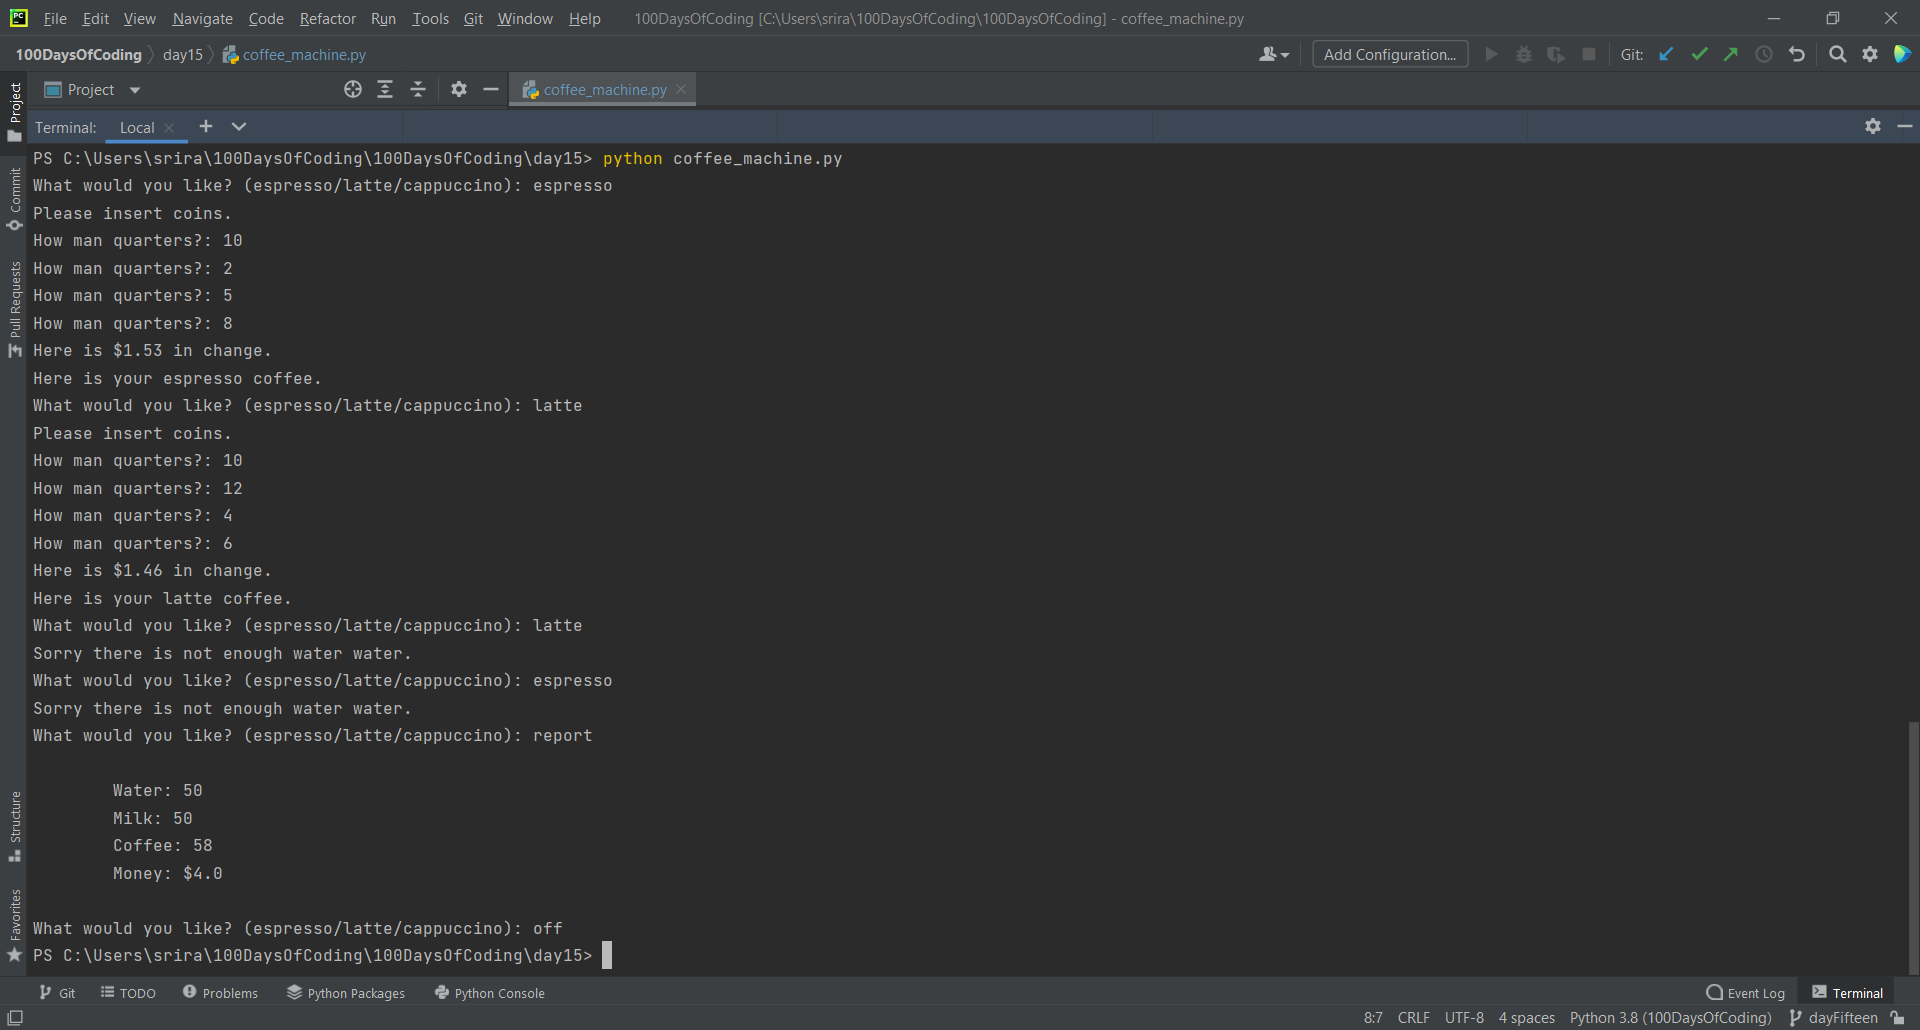 PC File Edit View Navigate Code Refactor Run Tools Git Window Help 100DaysOfCoding [C:\Users\srira\100DaysOfCoding\100DaysOfCoding] - coffee_machine.py
100DaysOfCoding day15 coffee_machine.py Add Configuration... Git:
Project coffee_machine.py
Terminal: Local
PS C:\Users\srira\100DaysOfCoding\100DaysOfCoding\day15> python coffee_machine.py
What would you like? (espresso/latte/cappuccino): espresso
Please insert coins.
How man quarters?: 10
How man quarters?: 2
How man quarters?: 5
How man quarters?: 8
Here is $1.53 in change.
Here is your espresso coffee.
What would you like? (espresso/latte/cappuccino): latte
Please insert coins.
How man quarters?: 10
How man quarters?: 12
How man quarters?: 4
How man quarters?: 6
Here is $1.46 in change.
Here is your latte coffee.
What would you like? (espresso/latte/cappuccino): latte
Sorry there is not enough water water.
What would you like? (espresso/latte/cappuccino): espresso
Sorry there is not enough water water.
What would you like? (espresso/latte/cappuccino): report
Water: 50
Milk: 50
Coffee: 58
Money: $4.0
What would you like? (espresso/latte/cappuccino): off
PS C:\Users\srira\100DaysOfCoding\100DaysOfCoding\day15>
Project
Commit
Pull Requests
Structure
Favorites
Git TODO Problems Python Packages Python Console Event Log Terminal
8:7 CRLF UTF-8 4 spaces Python 3.8 (100DaysOfCoding) dayFifteen